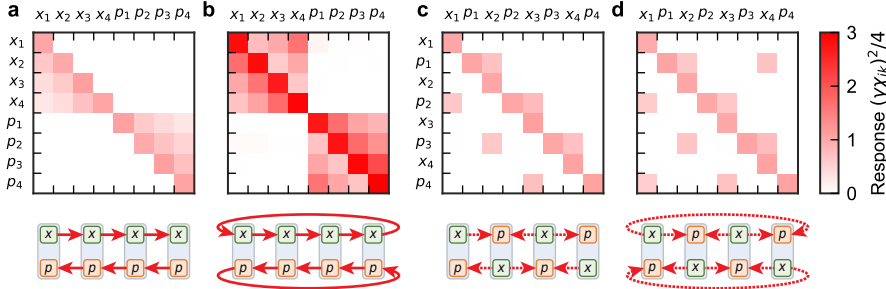 a x₁ x₂ x₃ x₄ p₁ p₂ p₃ p₄
x₁
x₂
x₃
x₄
p₁
p₂
p₃
p₄
x x x x
p p p p
b x₁ x₂ x₃ x₄ p₁ p₂ p₃ p₄
x x x x
p p p p
c x₁ p₁ x₂ p₂ x₃ p₃ x₄ p₄
x₁
p₁
x₂
p₂
x₃
p₃
x₄
p₄
x p x p
p x p x
d x₁ p₁ x₂ p₂ x₃ p₃ x₄ p₄
x p x p
p x p x
3
2
1
0
Response (γχᵢₖ)²/4